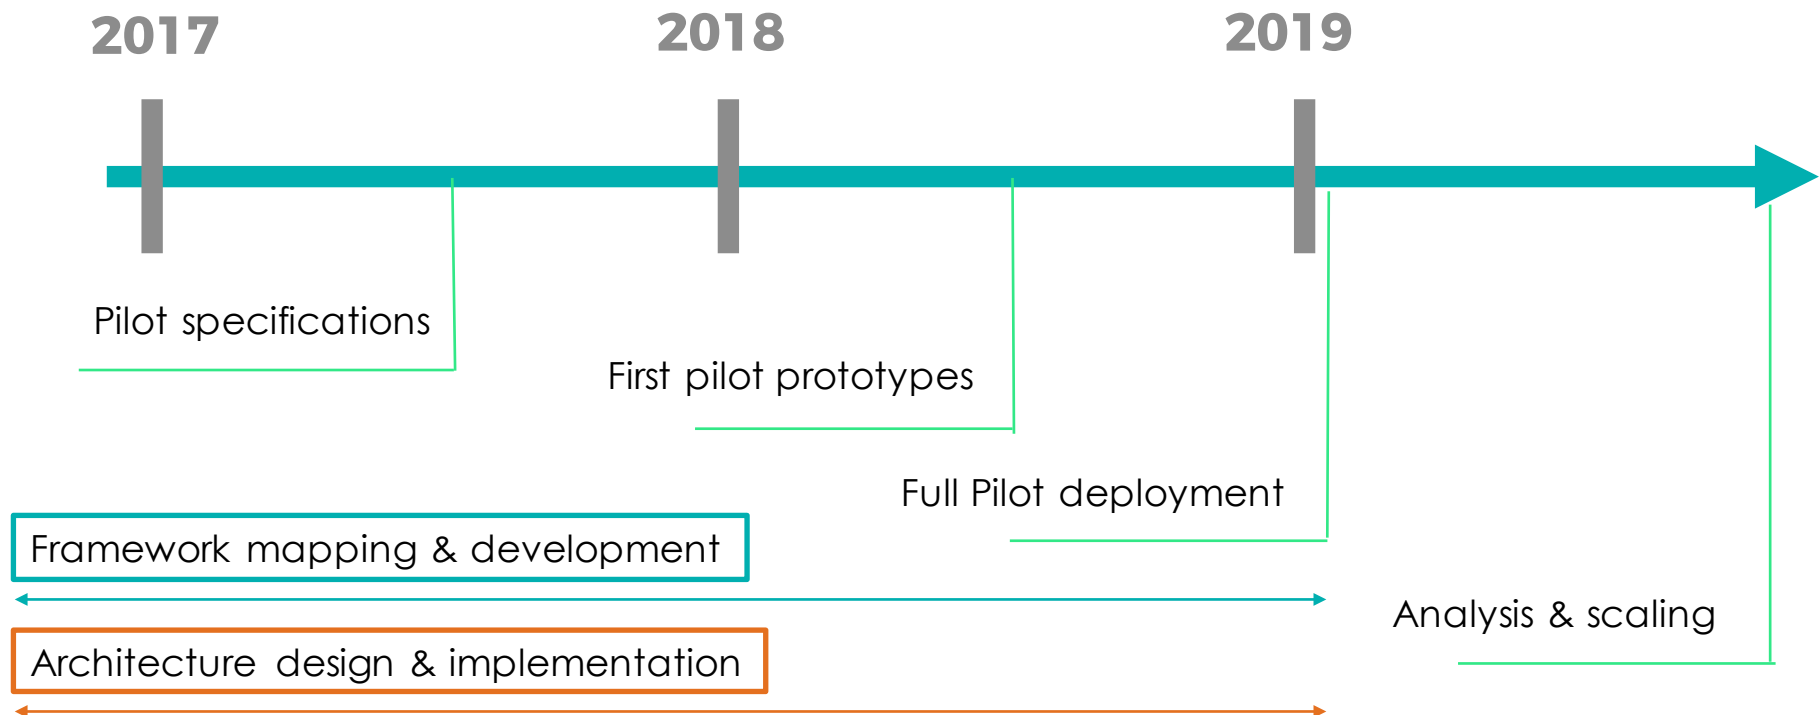 2017
2018
2019
Pilot specifications
First pilot prototypes
Full Pilot deployment
Framework mapping & development
Analysis & scaling
Architecture design & implementation